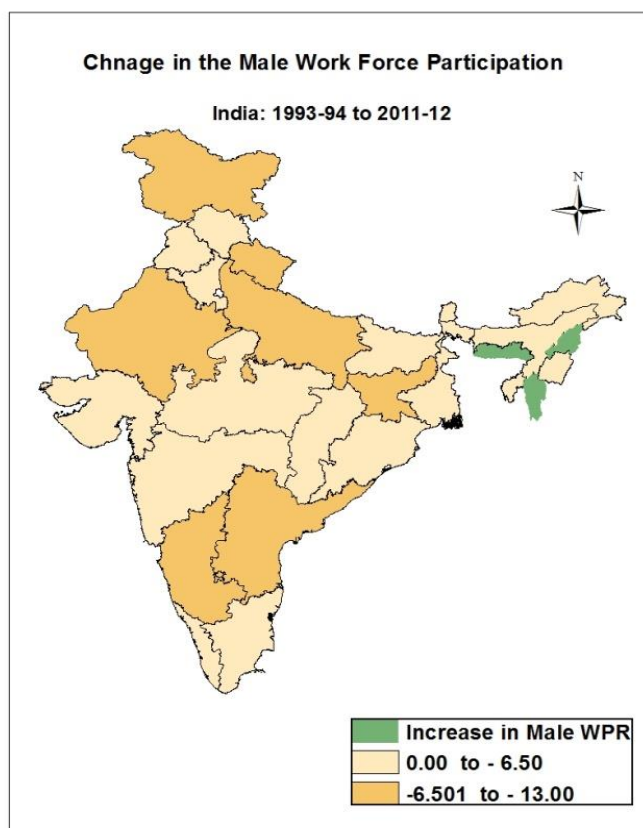 Chnage in the Male Work Force Participation
India: 1993-94 to 2011-12
N
Increase in Male WPR
0.00 to - 6.50
-6.501 to - 13.00